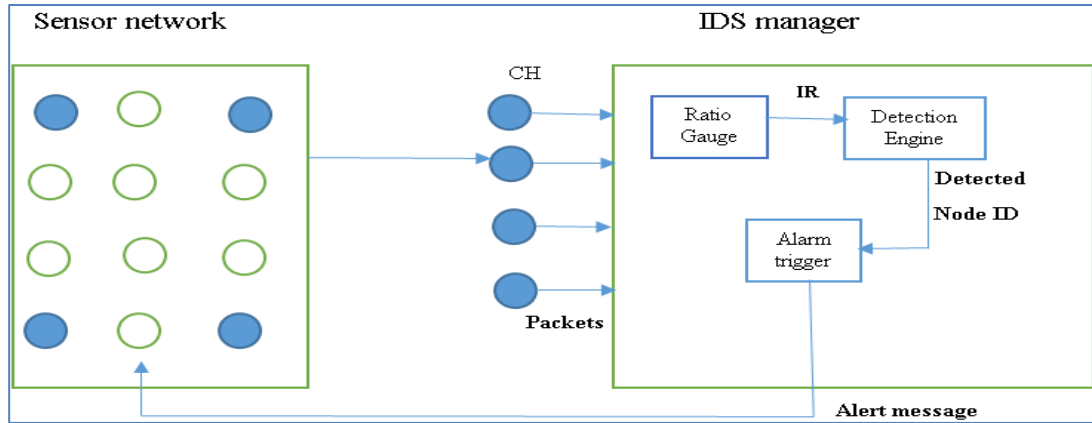 Sensor network
IDS manager
CH
IR
Ratio
Gauge
Detection
Engine
Detected
Node ID
Alarm
trigger
Packets
Alert message